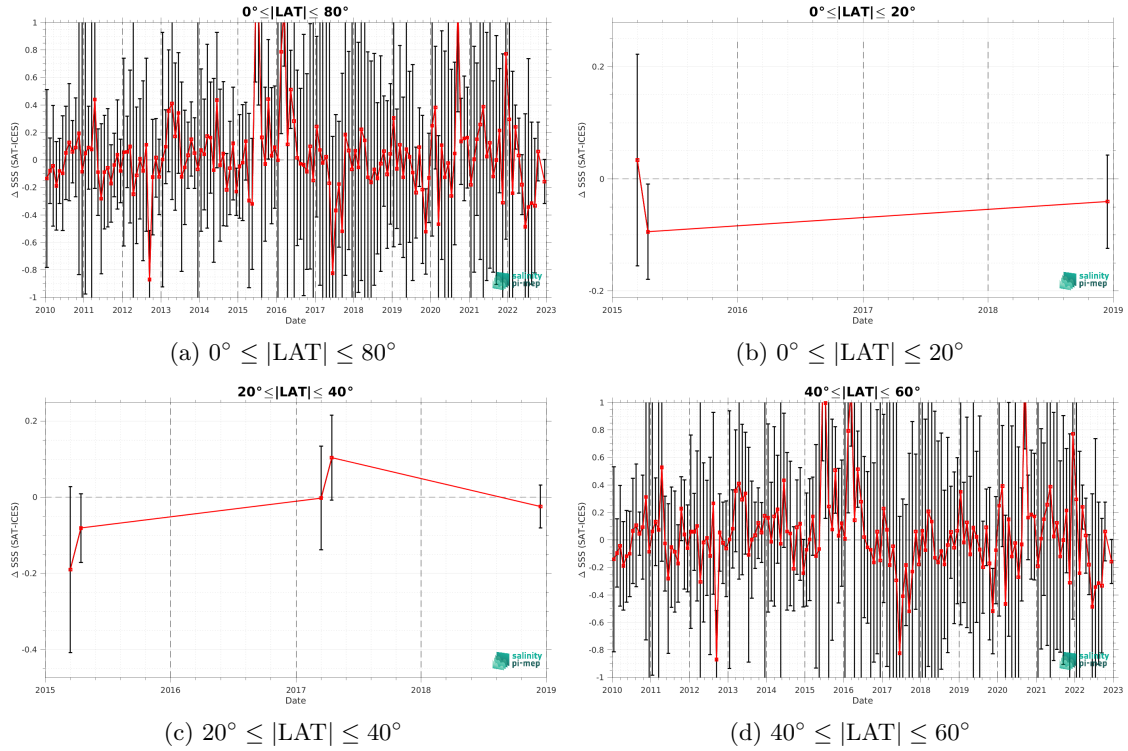 0°≤|LAT|≤ 80°
Δ SSS (SAT-ICES)
1
0.8
0.6
0.4
0.2
0
-0.2
-0.4
-0.6
-0.8
-1
2010 2011 2012 2013 2014 2015 2016 2017 2018 2019 2020 2021 2022 2023
Date
salinity
pi-mep
(a) 0° ≤ |LAT| ≤ 80°
0°≤|LAT|≤ 20°
Δ SSS (SAT-ICES)
0.2
0.1
0
-0.1
-0.2
2015 2016 2017 2018 2019
Date
salinity
pi-mep
(b) 0° ≤ |LAT| ≤ 20°
20°≤|LAT|≤ 40°
Δ SSS (SAT-ICES)
0.2
0
-0.2
-0.4
2015 2016 2017 2018 2019
Date
salinity
pi-mep
(c) 20° ≤ |LAT| ≤ 40°
40°≤|LAT|≤ 60°
Δ SSS (SAT-ICES)
1
0.8
0.6
0.4
0.2
0
-0.2
-0.4
-0.6
-0.8
-1
2010 2011 2012 2013 2014 2015 2016 2017 2018 2019 2020 2021 2022 2023
Date
salinity
pi-mep
(d) 40° ≤ |LAT| ≤ 60°